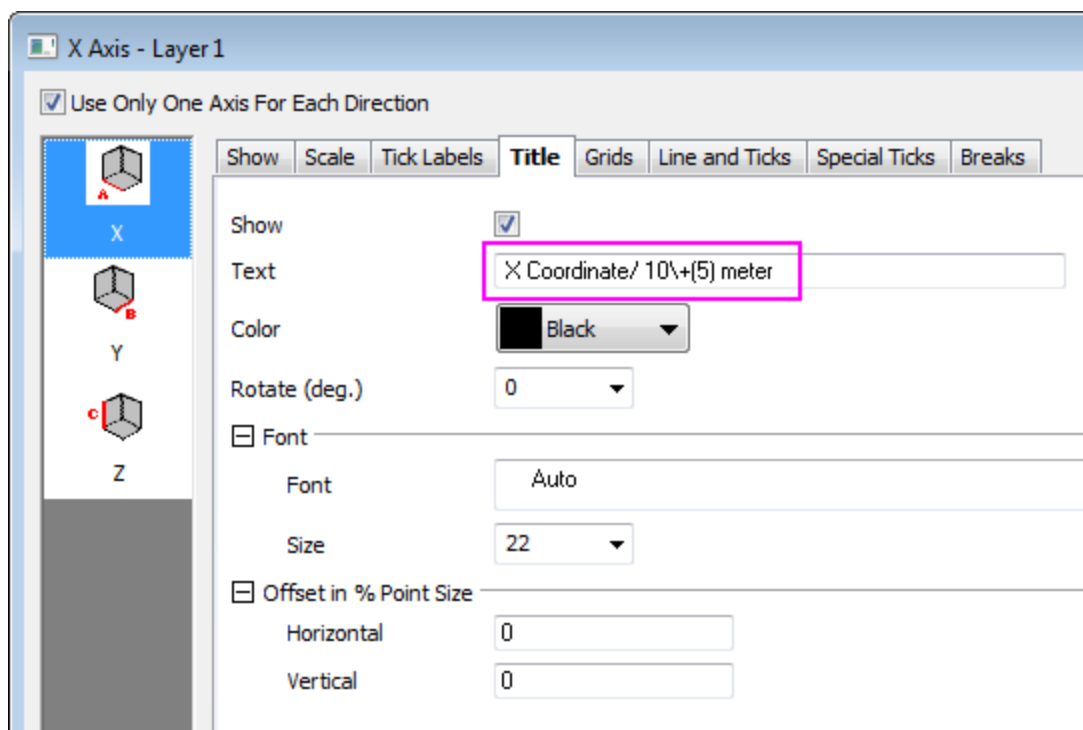 X Axis - Layer 1
Use Only One Axis For Each Direction
Show Scale Tick Labels Title Grids Line and Ticks Special Ticks Breaks
A
X
B
Y
C
Z
Show
Text X Coordinate/ 10\+(5) meter
Color Black
Rotate (deg.) 0
Font
Font Auto
Size 22
Offset in % Point Size
Horizontal 0
Vertical 0